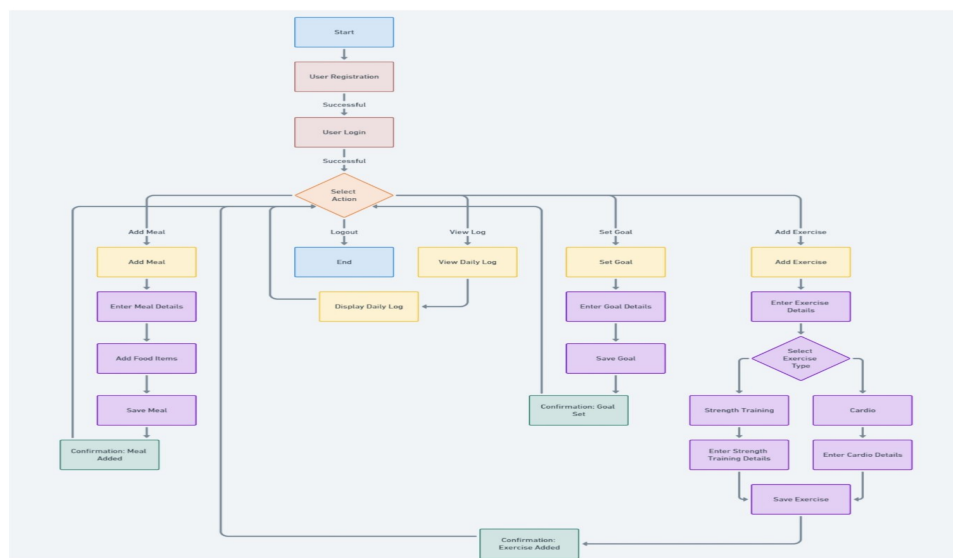 Start
User Registration
Successful
User Login
Successful
Select
Action
Add Meal
Logout
View Log
Set Goal
Add Exercise
Add Meal
End
View Daily Log
Set Goal
Add Exercise
Enter Meal Details
Display Daily Log
Enter Goal Details
Enter Exercise
Details
Add Food Items
Save Goal
Select
Exercise
Type
Save Meal
Confirmation: Goal
Set
Strength Training
Cardio
Confirmation: Meal
Added
Enter Strength
Training Details
Enter Cardio Details
Save Exercise
Confirmation:
Exercise Added